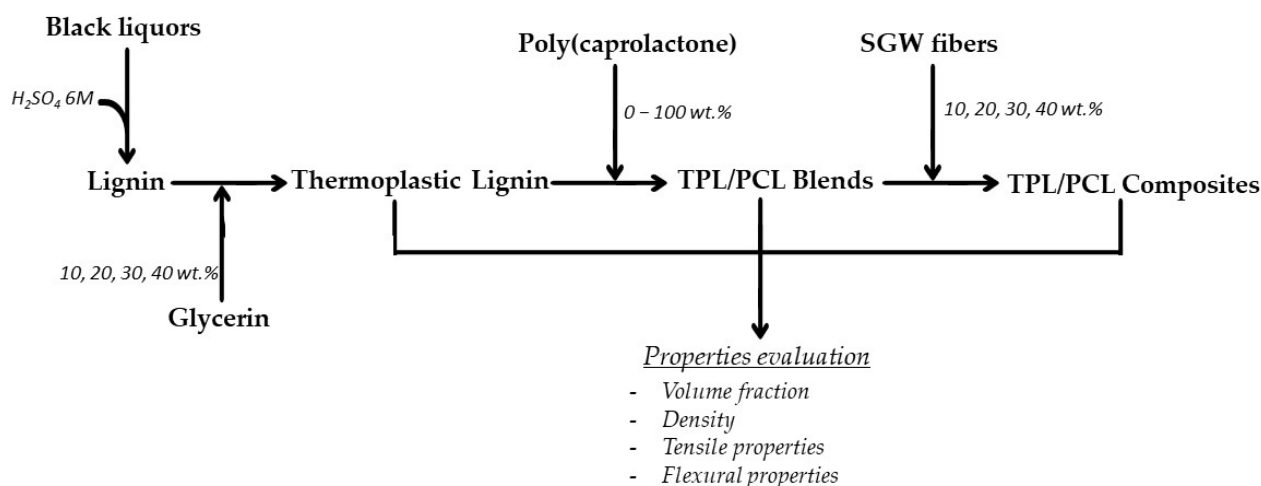 Black liquors
H₂SO₄ 6M
Poly(caprolactone)
SGW fibers
0 – 100 wt.%
10, 20, 30, 40 wt.%
Lignin
Thermoplastic Lignin
TPL/PCL Blends
TPL/PCL Composites
10, 20, 30, 40 wt.%
Glycerin
Properties evaluation
- Volume fraction
- Density
- Tensile properties
- Flexural properties